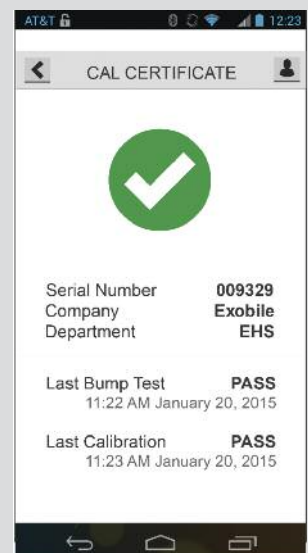 AT&T 12:23
CAL CERTIFICATE
Serial Number 009329
Company Exobile
Department EHS
Last Bump Test PASS
11:22 AM January 20, 2015
Last Calibration PASS
11:23 AM January 20, 2015